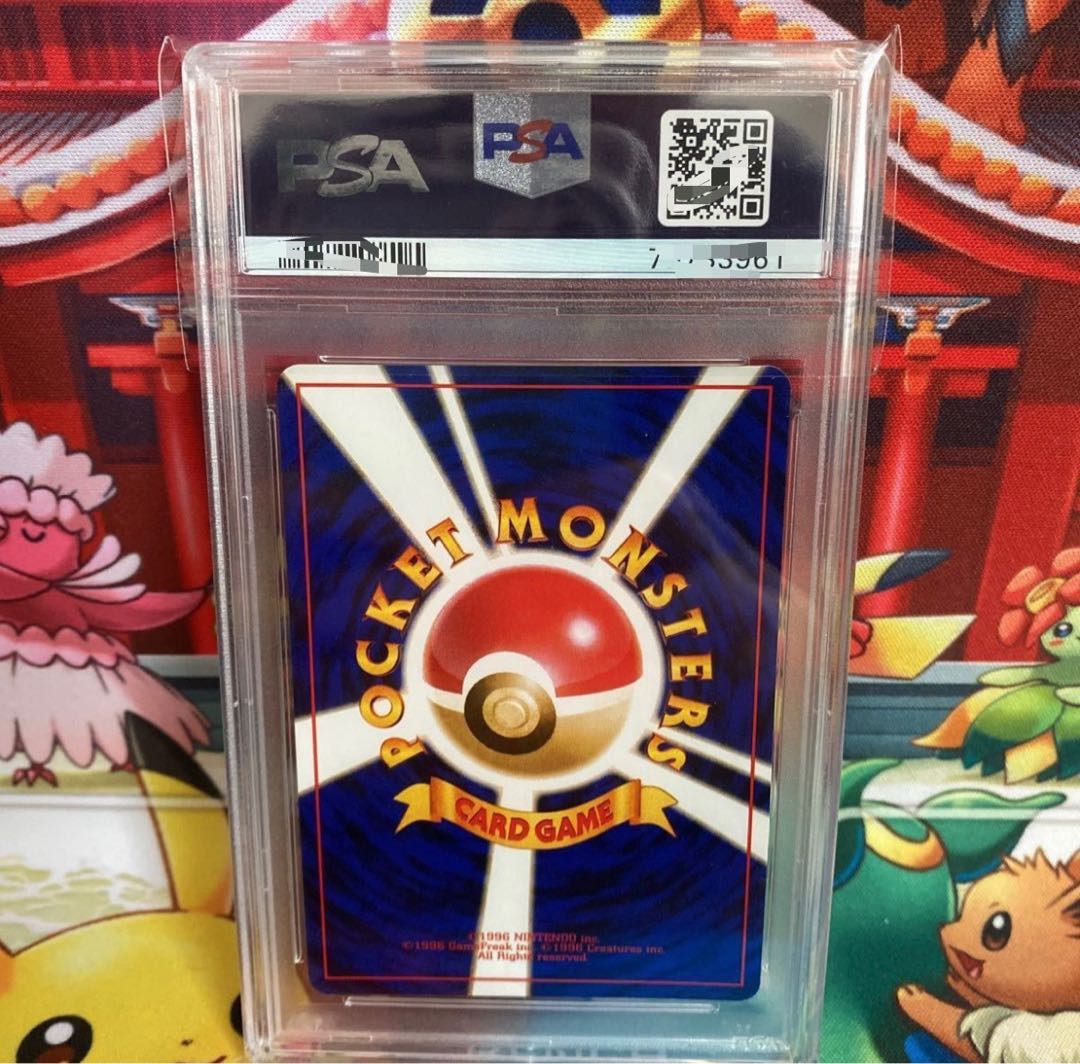 PSA
PSA
POCKET MONSTERS
CARD GAME
©1996 NINTENDO inc.
©1996 GameFreak inc. ©1996 Creatures inc.
All Rights reserved.